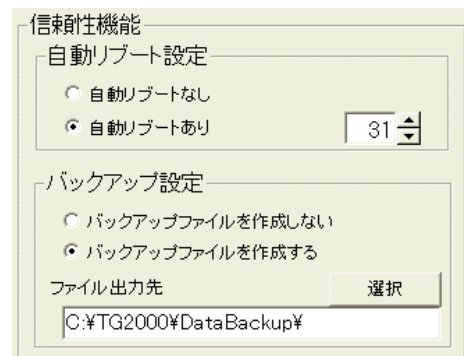 信頼性機能
自動リブート設定
自動リブートなし
自動リブートあり 31
バックアップ設定
バックアップファイルを作成しない
バックアップファイルを作成する
ファイル出力先 選択
C:¥TG2000¥DataBackup¥